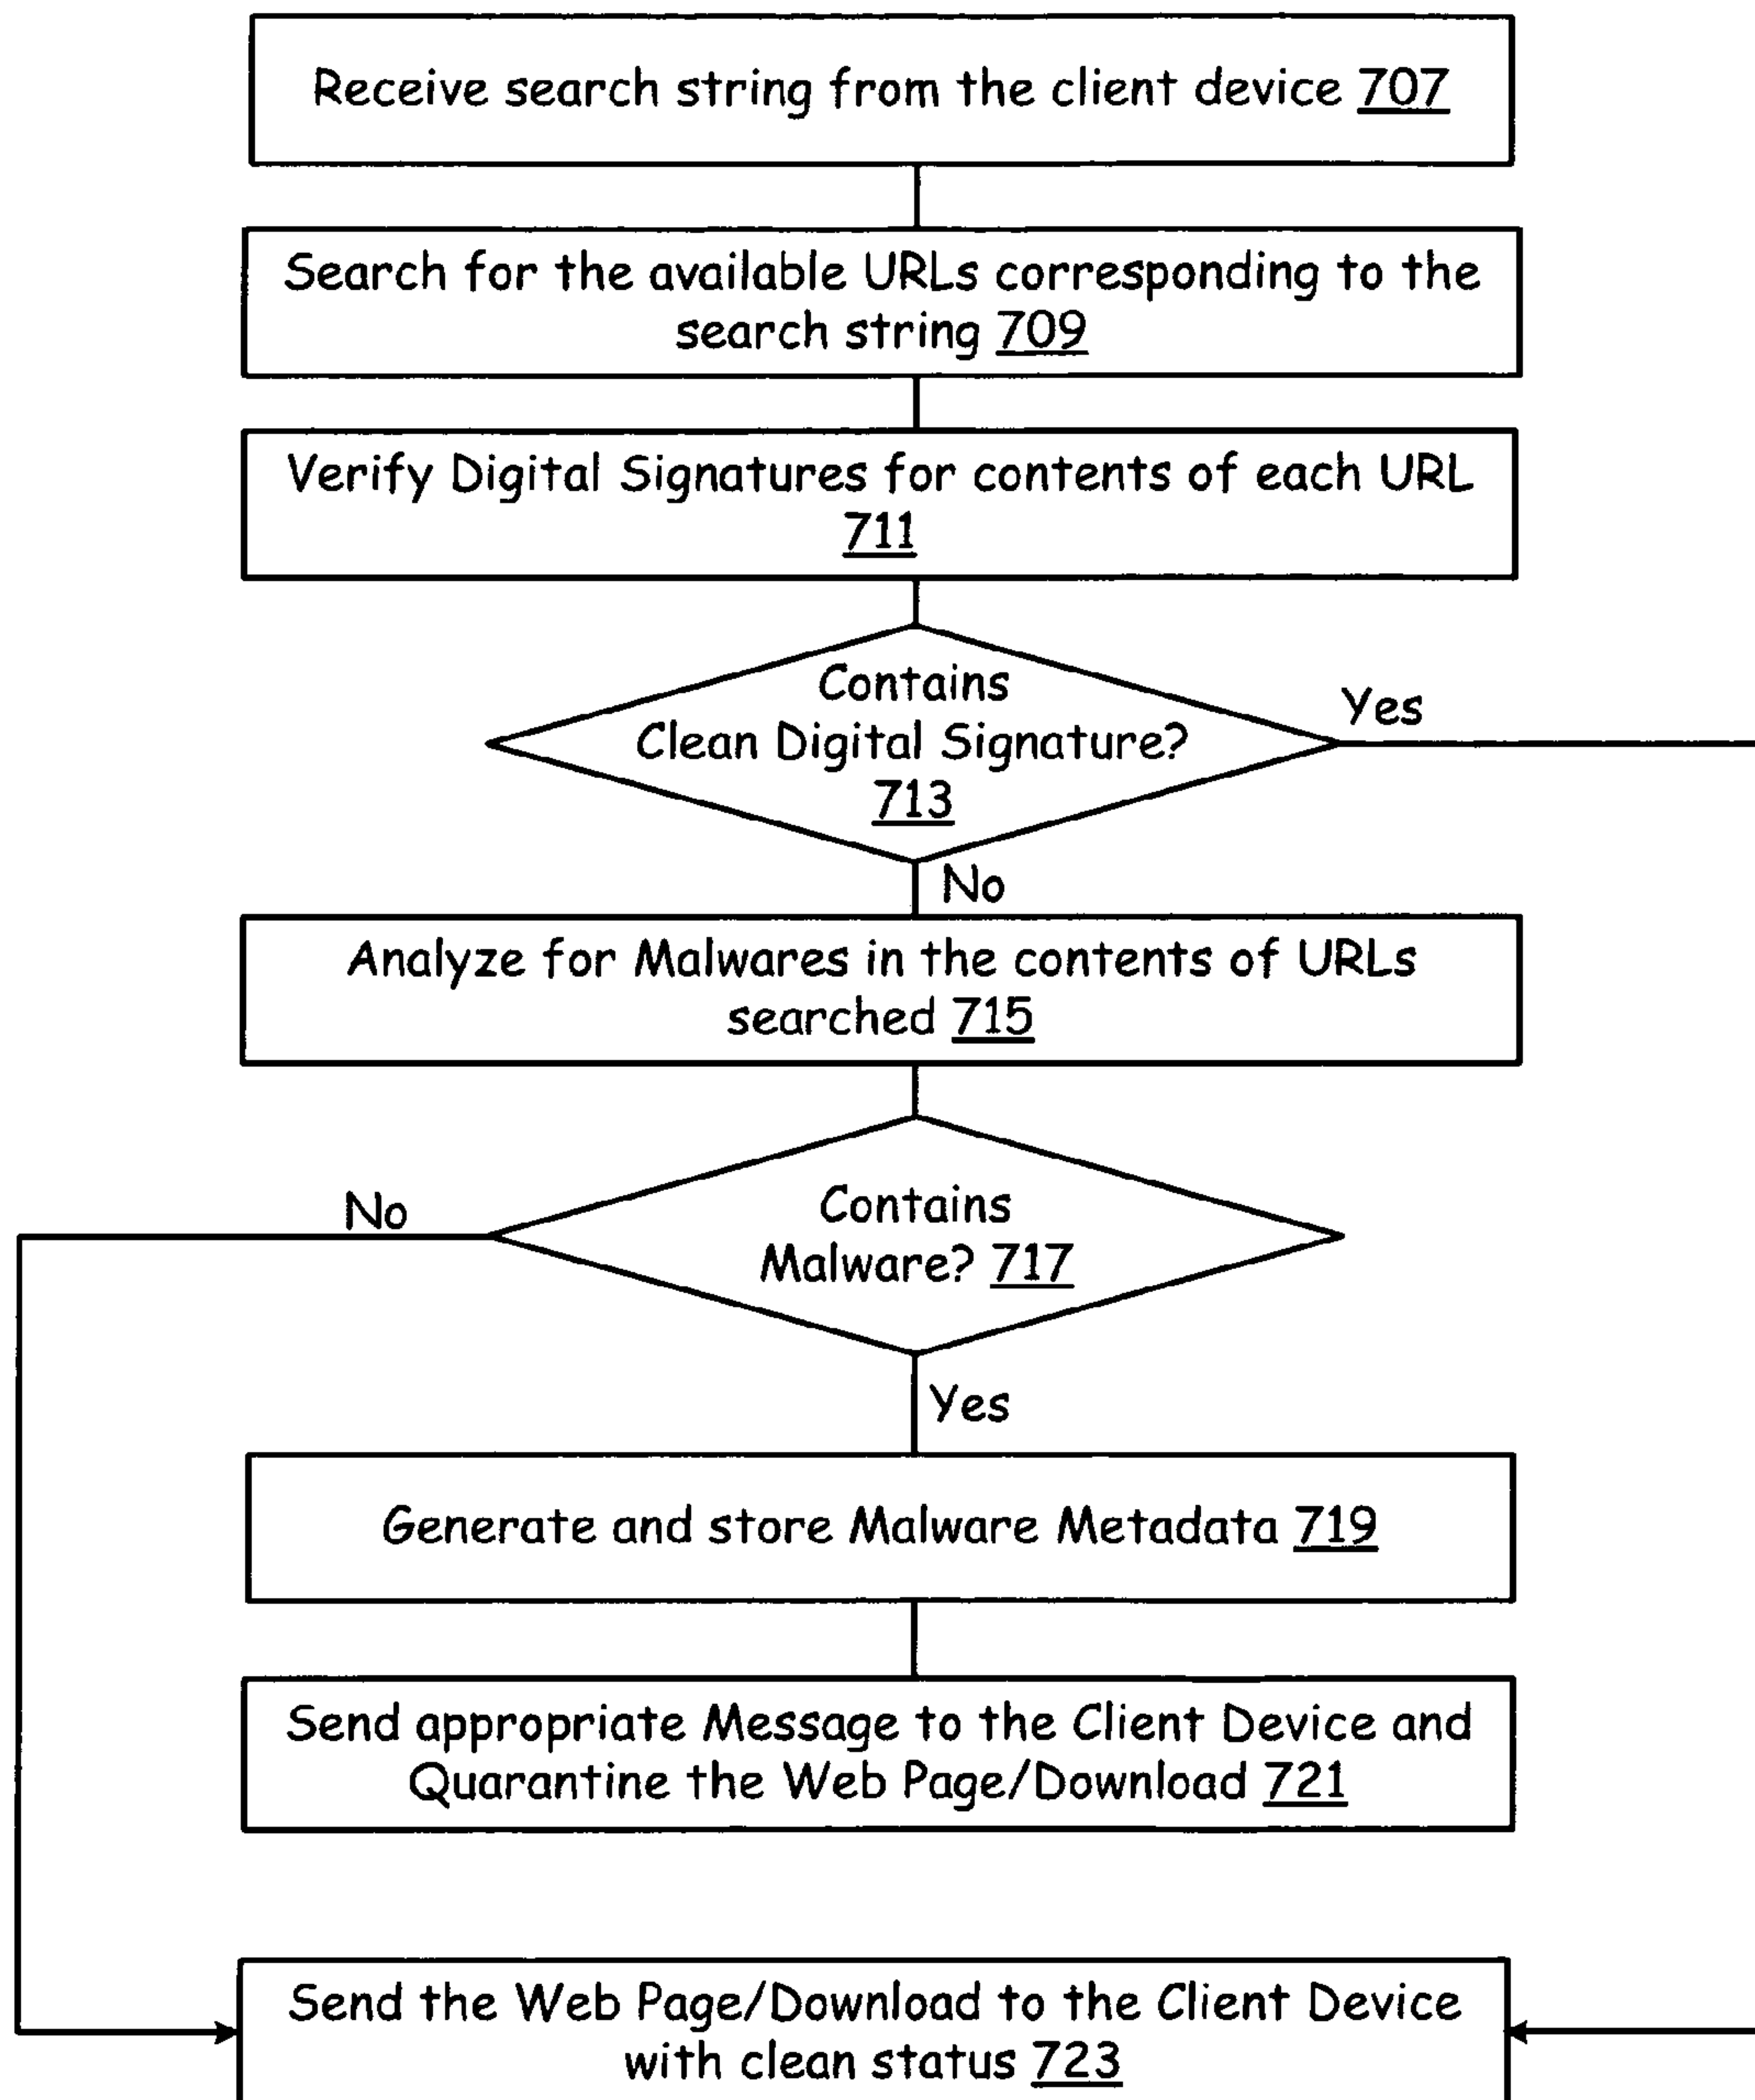 Receive search string from the client device 707
Search for the available URLs corresponding to the
search string 709
Verify Digital Signatures for contents of each URL
711
Contains
Clean Digital Signature?
713
Yes
No
Analyze for Malwares in the contents of URLs
searched 715
No
Contains
Malware? 717
Yes
Generate and store Malware Metadata 719
Send appropriate Message to the Client Device and
Quarantine the Web Page/Download 721
Send the Web Page/Download to the Client Device
with clean status 723